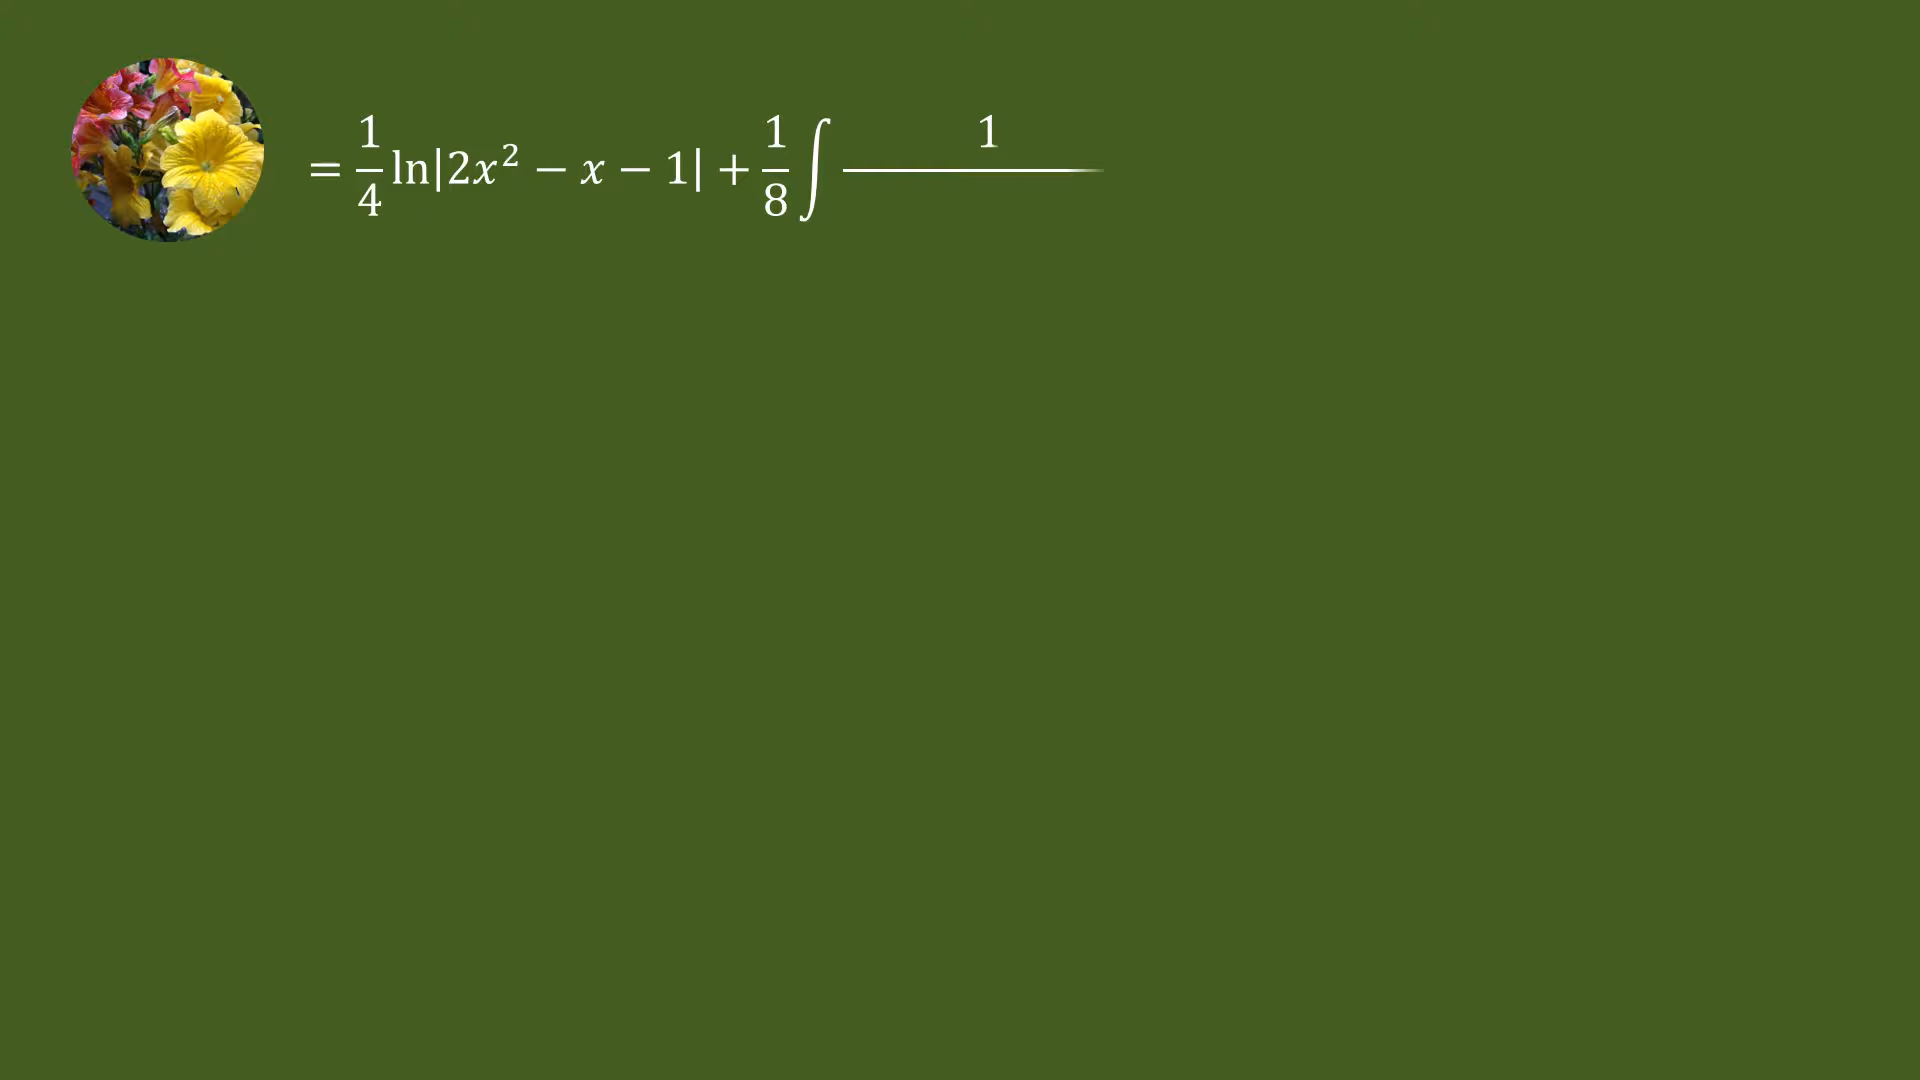 = 1/4 ln|2x² − x − 1| + 1/8 ∫ 1/